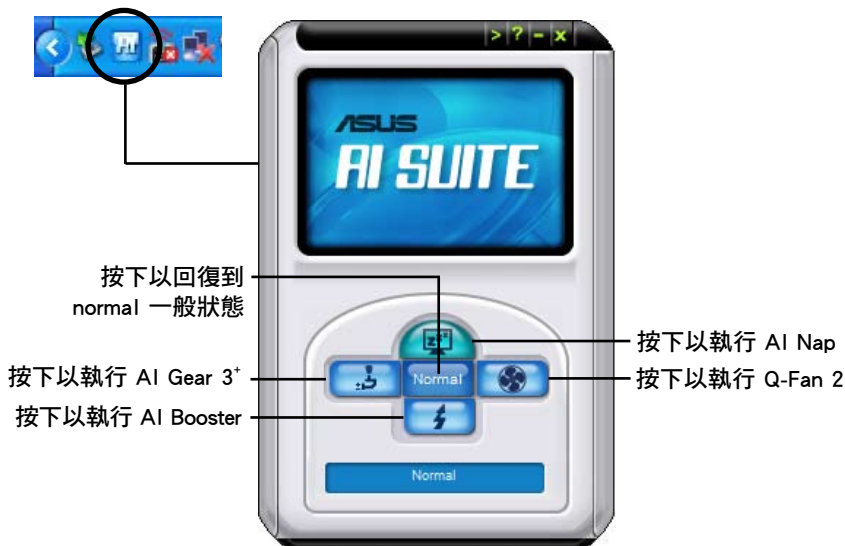 Ai
> ? - x
ASUS
AI SUITE
按下以回復到
normal 一般狀態
zzz
按下以執行 AI Nap
按下以執行 AI Gear 3⁺
±
Normal
按下以執行 Q-Fan 2
按下以執行 AI Booster
Normal